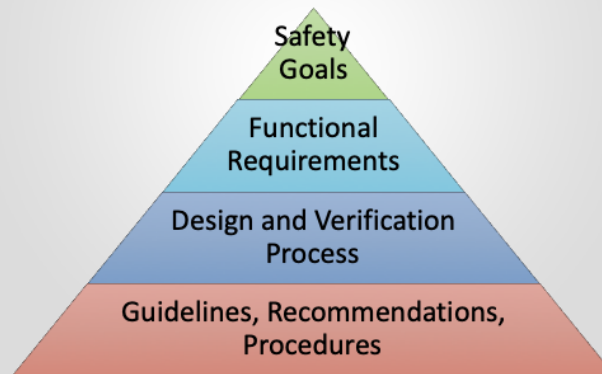 Safety
Goals
Functional
Requirements
Design and Verification
Process
Guidelines, Recommendations,
Procedures